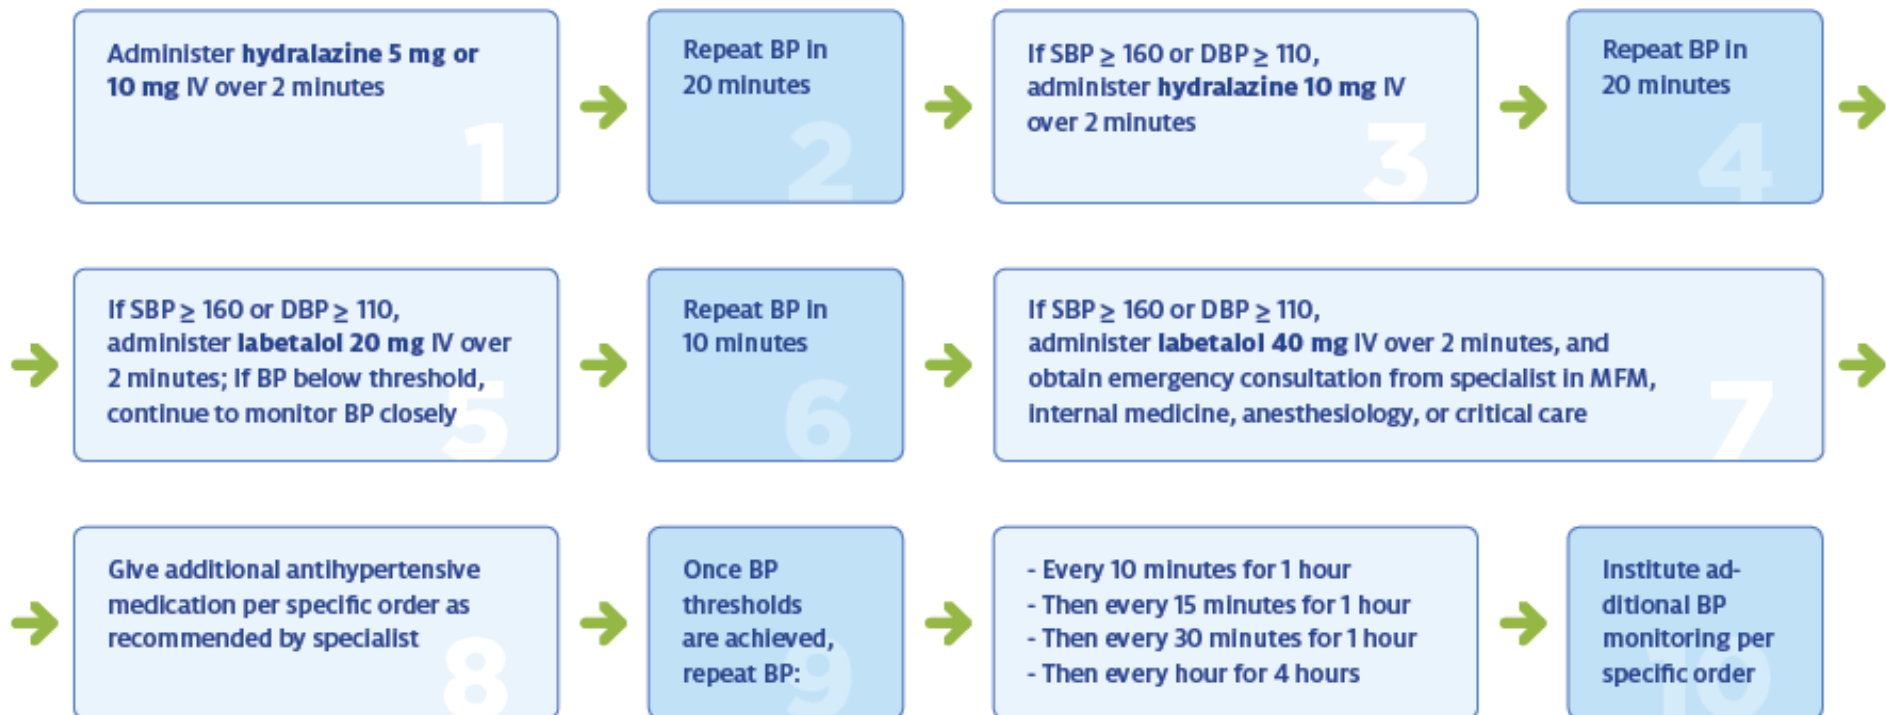 Administer hydralazine 5 mg or
10 mg IV over 2 minutes
1
Repeat BP in
20 minutes
2
If SBP ≥ 160 or DBP ≥ 110,
administer hydralazine 10 mg IV
over 2 minutes
3
Repeat BP in
20 minutes
4
If SBP ≥ 160 or DBP ≥ 110,
administer labetalol 20 mg IV over
2 minutes; if BP below threshold,
continue to monitor BP closely
5
Repeat BP in
10 minutes
6
If SBP ≥ 160 or DBP ≥ 110,
administer labetalol 40 mg IV over 2 minutes, and
obtain emergency consultation from specialist in MFM,
internal medicine, anesthesiology, or critical care
7
Give additional antihypertensive
medication per specific order as
recommended by specialist
8
Once BP
thresholds
are achieved,
repeat BP:
9
- Every 10 minutes for 1 hour
- Then every 15 minutes for 1 hour
- Then every 30 minutes for 1 hour
- Then every hour for 4 hours
Institute ad-
ditional BP
monitoring per
specific order
10